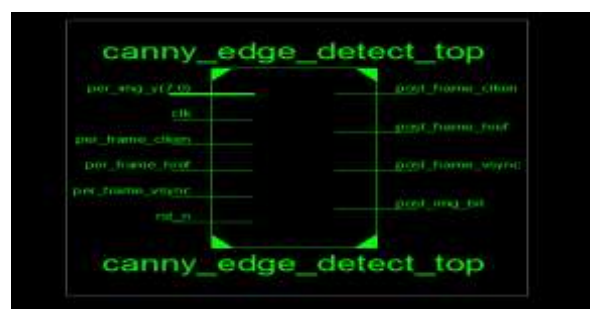 canny_edge_detect_top
per_img_y(7:0)
clk
per_frame_clken
per_frame_href
per_frame_vsync
rst_n
post_frame_clken
post_frame_href
post_frame_vsync
post_img_bit
canny_edge_detect_top